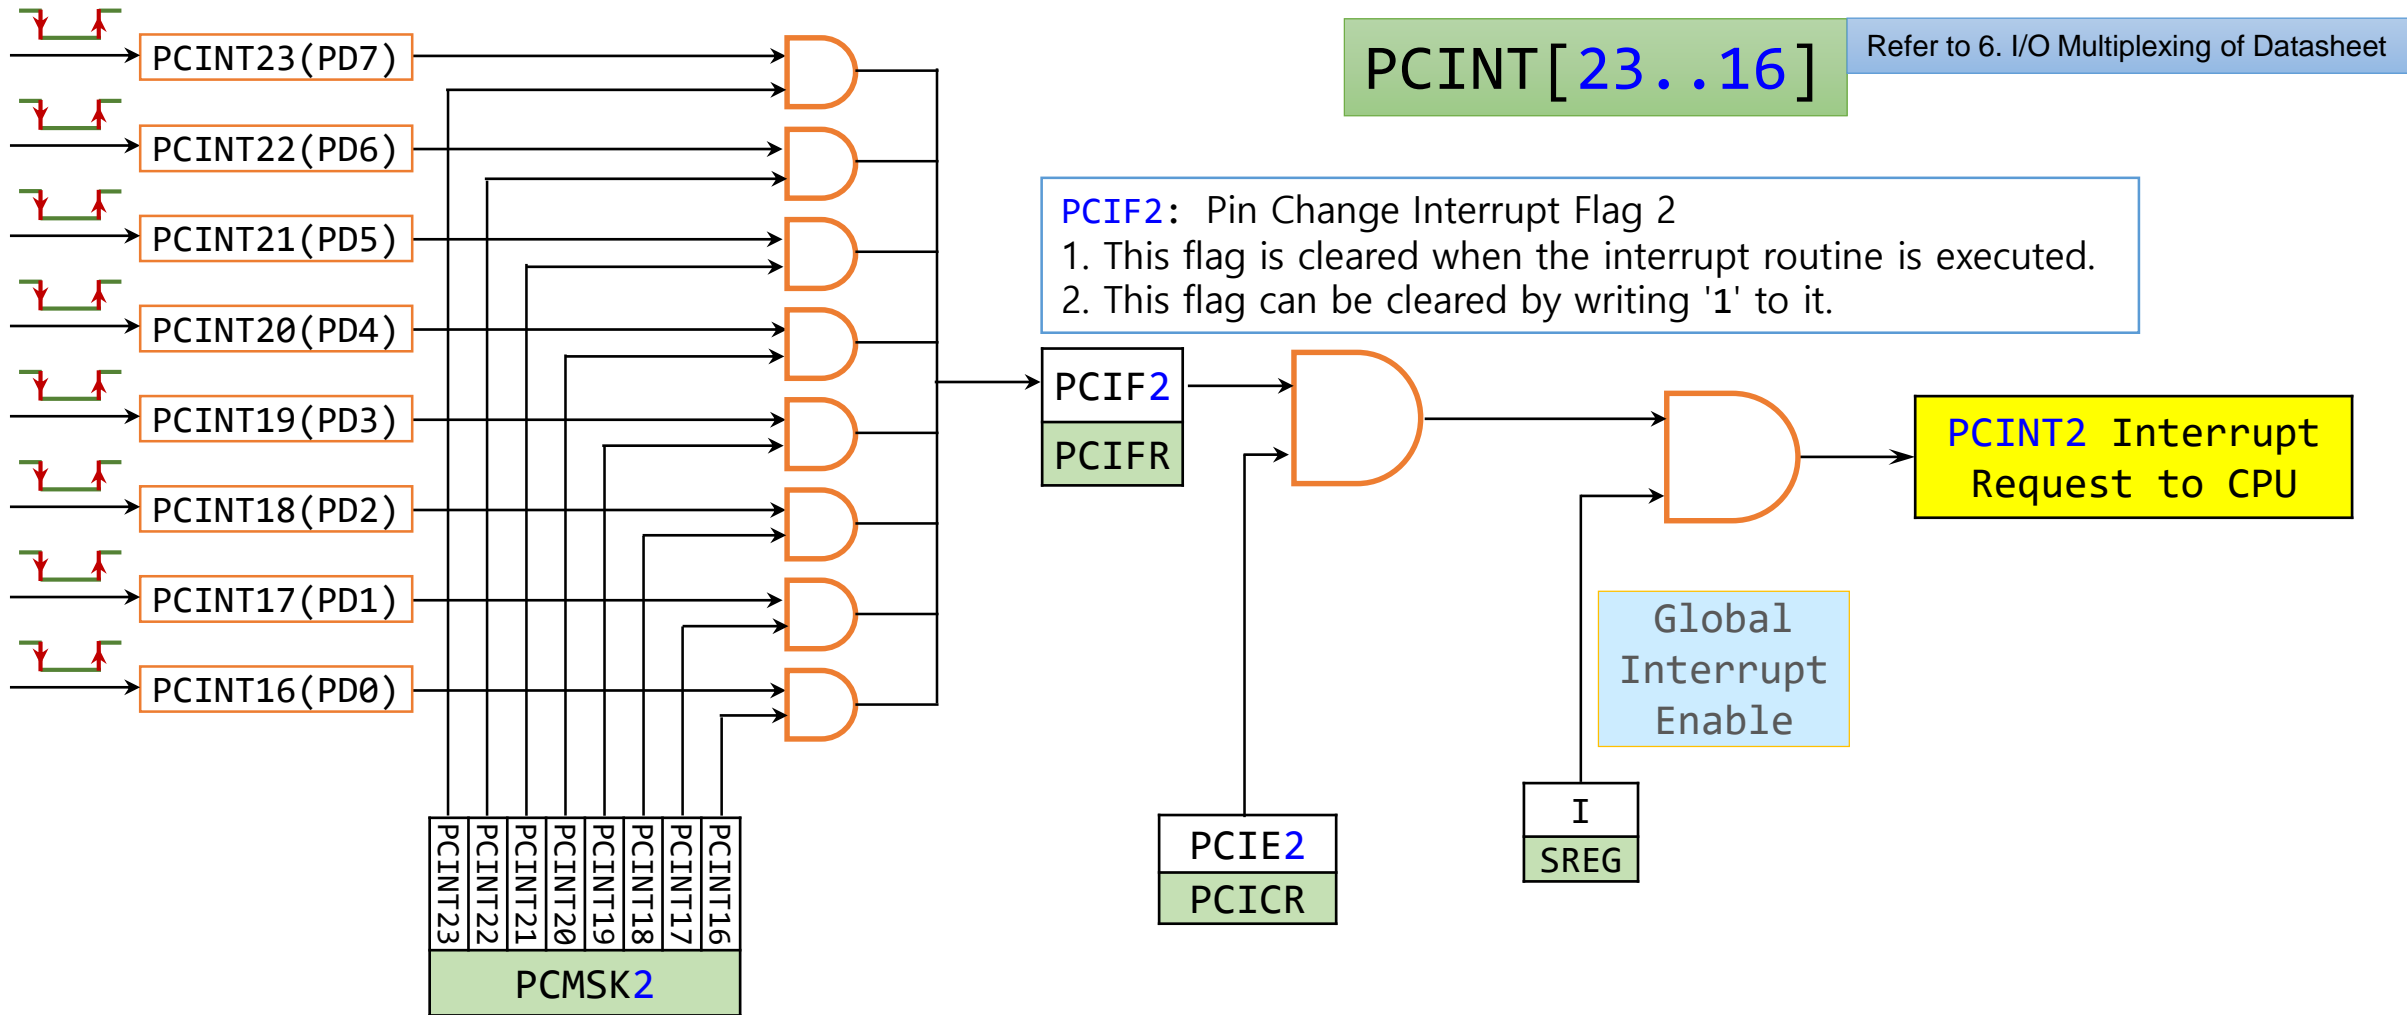 PCINT[23..16]
Refer to 6. I/O Multiplexing of Datasheet
PCINT23(PD7)
PCINT22(PD6)
PCINT21(PD5)
PCINT20(PD4)
PCINT19(PD3)
PCINT18(PD2)
PCINT17(PD1)
PCINT16(PD0)
PCIF2: Pin Change Interrupt Flag 2
1. This flag is cleared when the interrupt routine is executed.
2. This flag can be cleared by writing '1' to it.
PCIF2
PCIFR
PCINT2 Interrupt
Request to CPU
Global
Interrupt
Enable
I
SREG
PCIE2
PCICR
PCINT23
PCINT22
PCINT21
PCINT20
PCINT19
PCINT18
PCINT17
PCINT16
PCMSK2